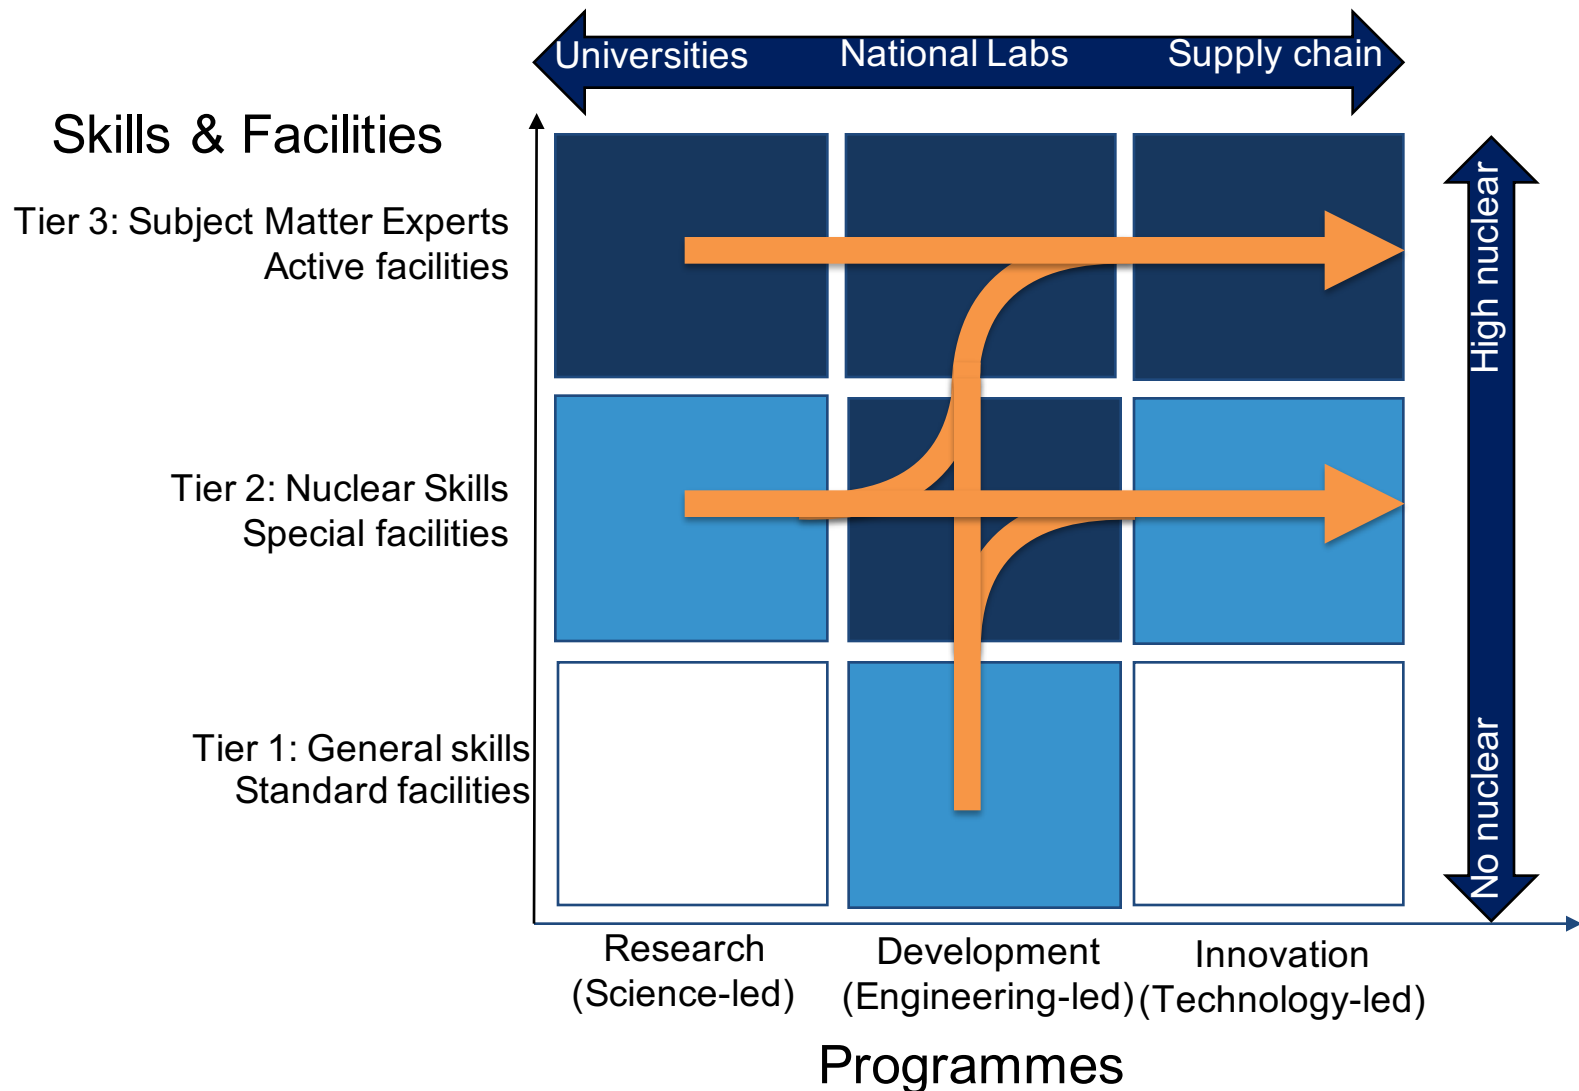 Universities
National Labs
Supply chain
Skills & Facilities
Tier 3: Subject Matter Experts
Active facilities
High nuclear
Tier 2: Nuclear Skills
Special facilities
Tier 1: General skills
Standard facilities
No nuclear
Research
(Science-led)
Development
(Engineering-led)
Innovation
(Technology-led)
Programmes